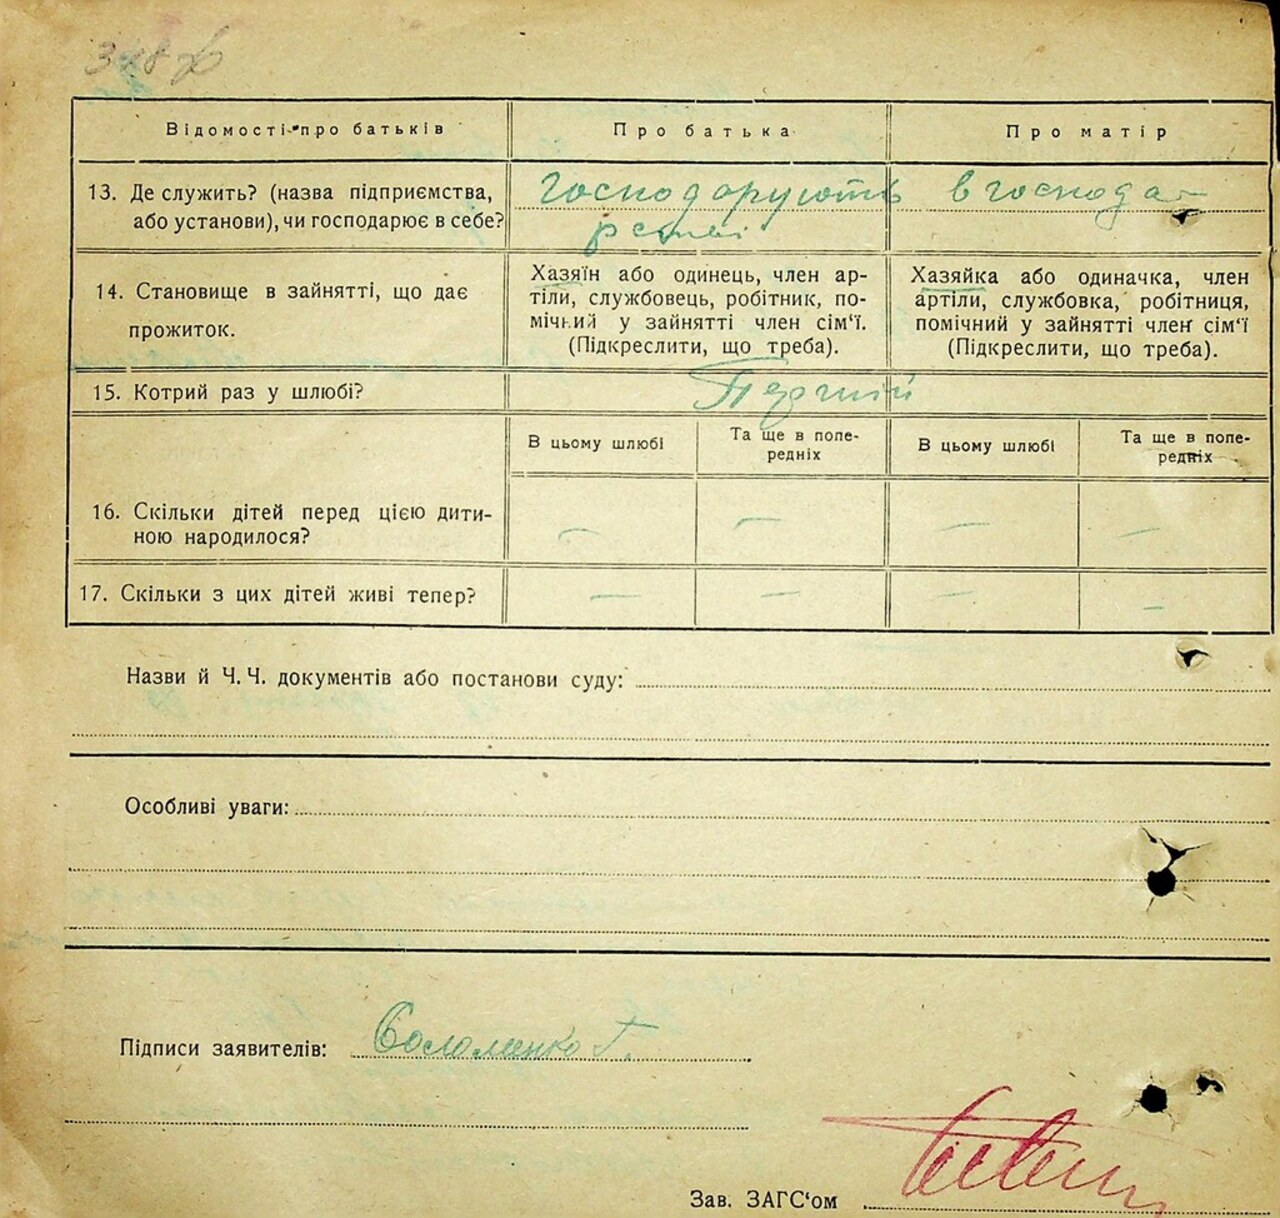 348
Відомості про батьків
Про батька
Про матір
13. Де служить? (назва підприємства, або установи), чи господарює в себе?
господарують в господа-
рстві
14. Становище в зайнятті, що дає
прожиток.
Хазяїн або одинець, член ар-
тіли, службовець, робітник, по-
мічний у зайнятті член сім'ї.
(Підкреслити, що треба).
Хазяйка або одиначка, член
артіли, службовка, робітниця,
помічний у зайнятті член сім'ї
(Підкреслити, що треба).
15. Котрий раз у шлюбі?
Перший
В цьому шлюбі
Та ще в попе-
редніх
В цьому шлюбі
Та ще в попе-
редніх
16. Скільки дітей перед цією дити-
ною народилося?
— — — —
17. Скільки з цих дітей живі тепер?
— — — —
Назви й Ч. Ч. документів або постанови суду:
Особливі уваги:
Підписи заявителів: Соломенко Г.
Зав. ЗАГС'ом